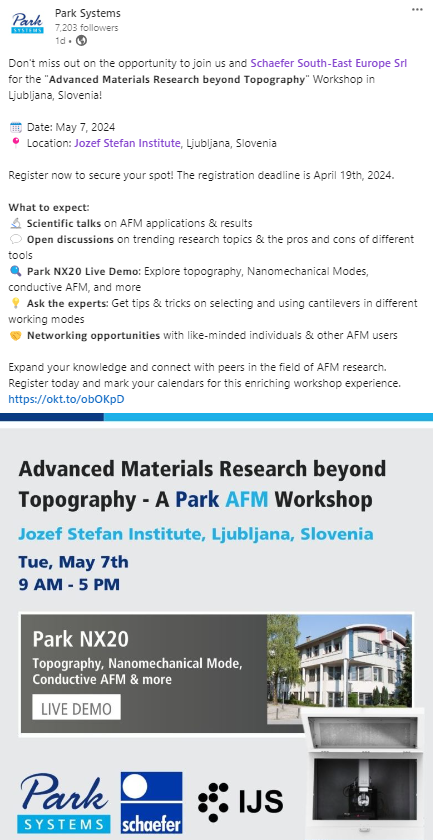 Park Systems
Park
SYSTEMS
7,203 followers
1d •
Don't miss out on the opportunity to join us and Schaefer South-East Europe Srl
for the "Advanced Materials Research beyond Topography" Workshop in
Ljubljana, Slovenia!
Date: May 7, 2024
Location: Jozef Stefan Institute, Ljubljana, Slovenia
Register now to secure your spot! The registration deadline is April 19th, 2024.
What to expect:
Scientific talks on AFM applications & results
Open discussions on trending research topics & the pros and cons of different
tools
Park NX20 Live Demo: Explore topography, Nanomechanical Modes,
conductive AFM, and more
Ask the experts: Get tips & tricks on selecting and using cantilevers in different
working modes
Networking opportunities with like-minded individuals & other AFM users
Expand your knowledge and connect with peers in the field of AFM research.
Register today and mark your calendars for this enriching workshop experience.
https://okt.to/obOKpD
Advanced Materials Research beyond
Topography - A Park AFM Workshop
Jozef Stefan Institute, Ljubljana, Slovenia
Tue, May 7th
9 AM - 5 PM
Park NX20
Topography, Nanomechanical Mode,
Conductive AFM & more
LIVE DEMO
Park
SYSTEMS
schaefer
IJS